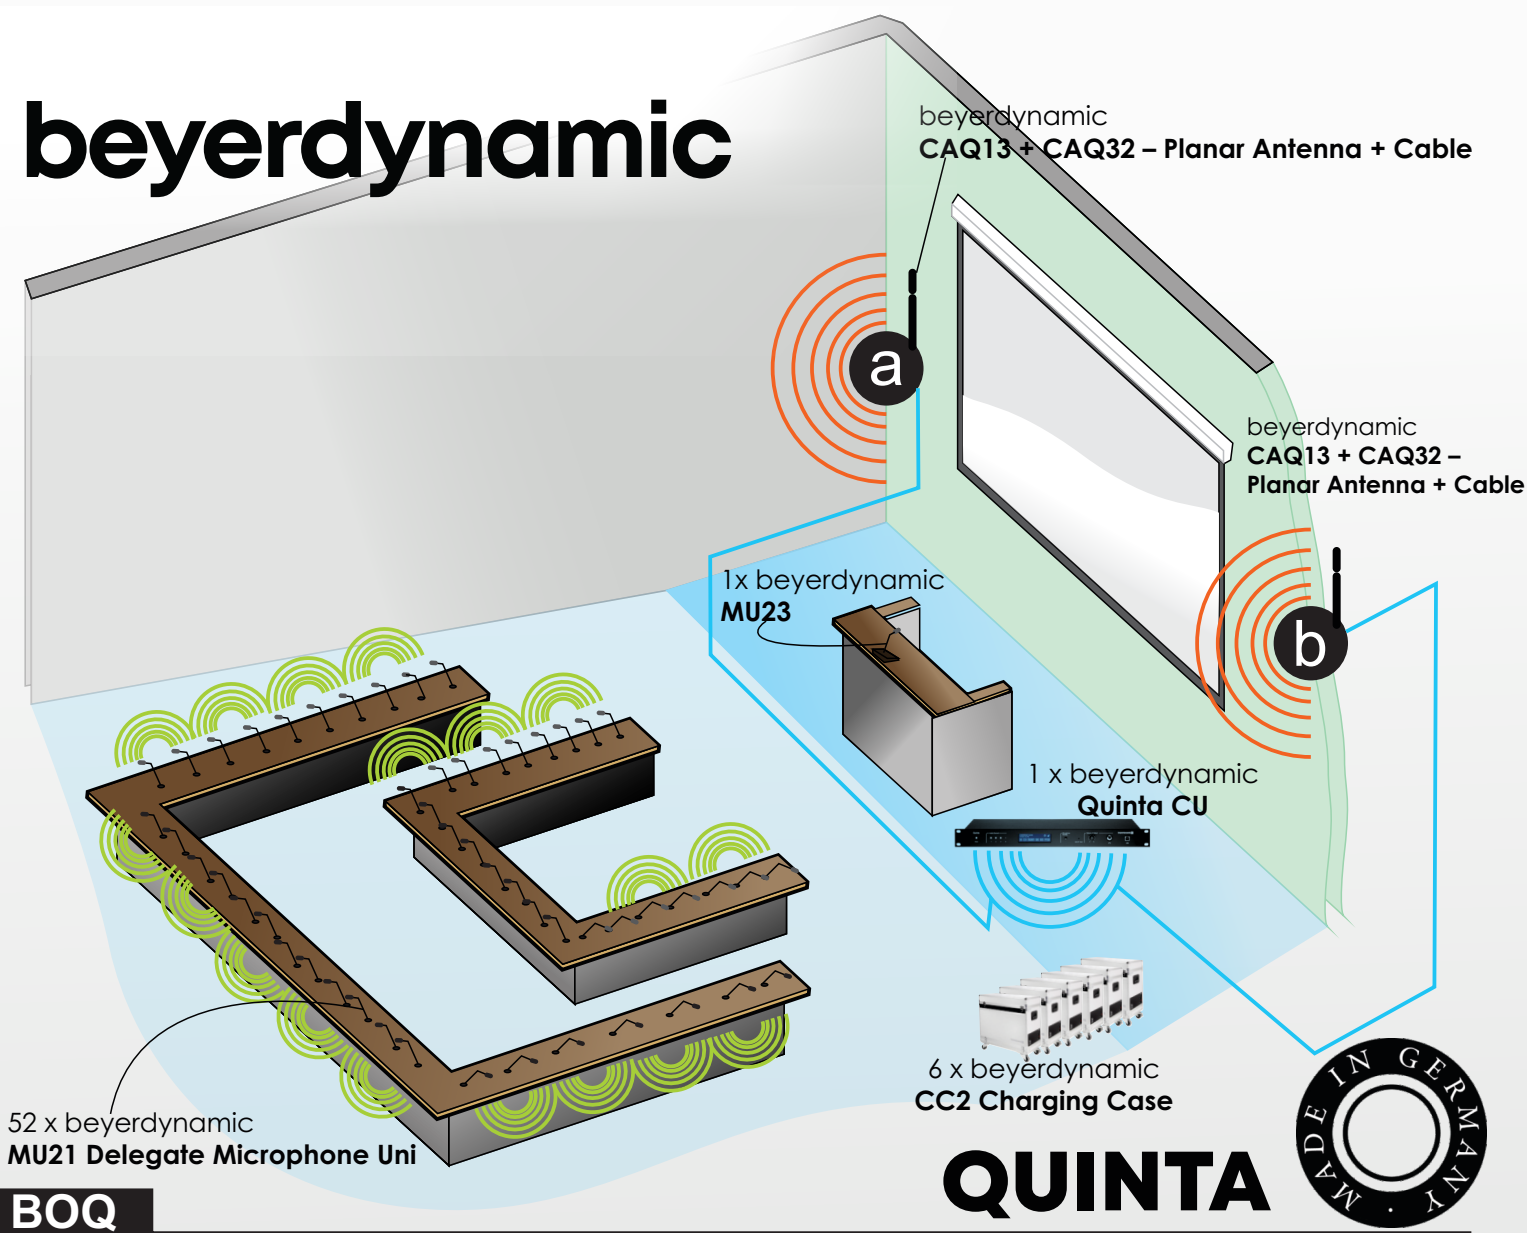 beyerdynamic
beyerdynamic
CAQ13 + CAQ32 – Planar Antenna + Cable
a
beyerdynamic
CAQ13 + CAQ32 –
Planar Antenna + Cable
1x beyerdynamic
MU23
b
1 x beyerdynamic
Quinta CU
6 x beyerdynamic
CC2 Charging Case
52 x beyerdynamic
MU21 Delegate Microphone Uni
QUINTA
MADE IN GERMANY ·
BOQ